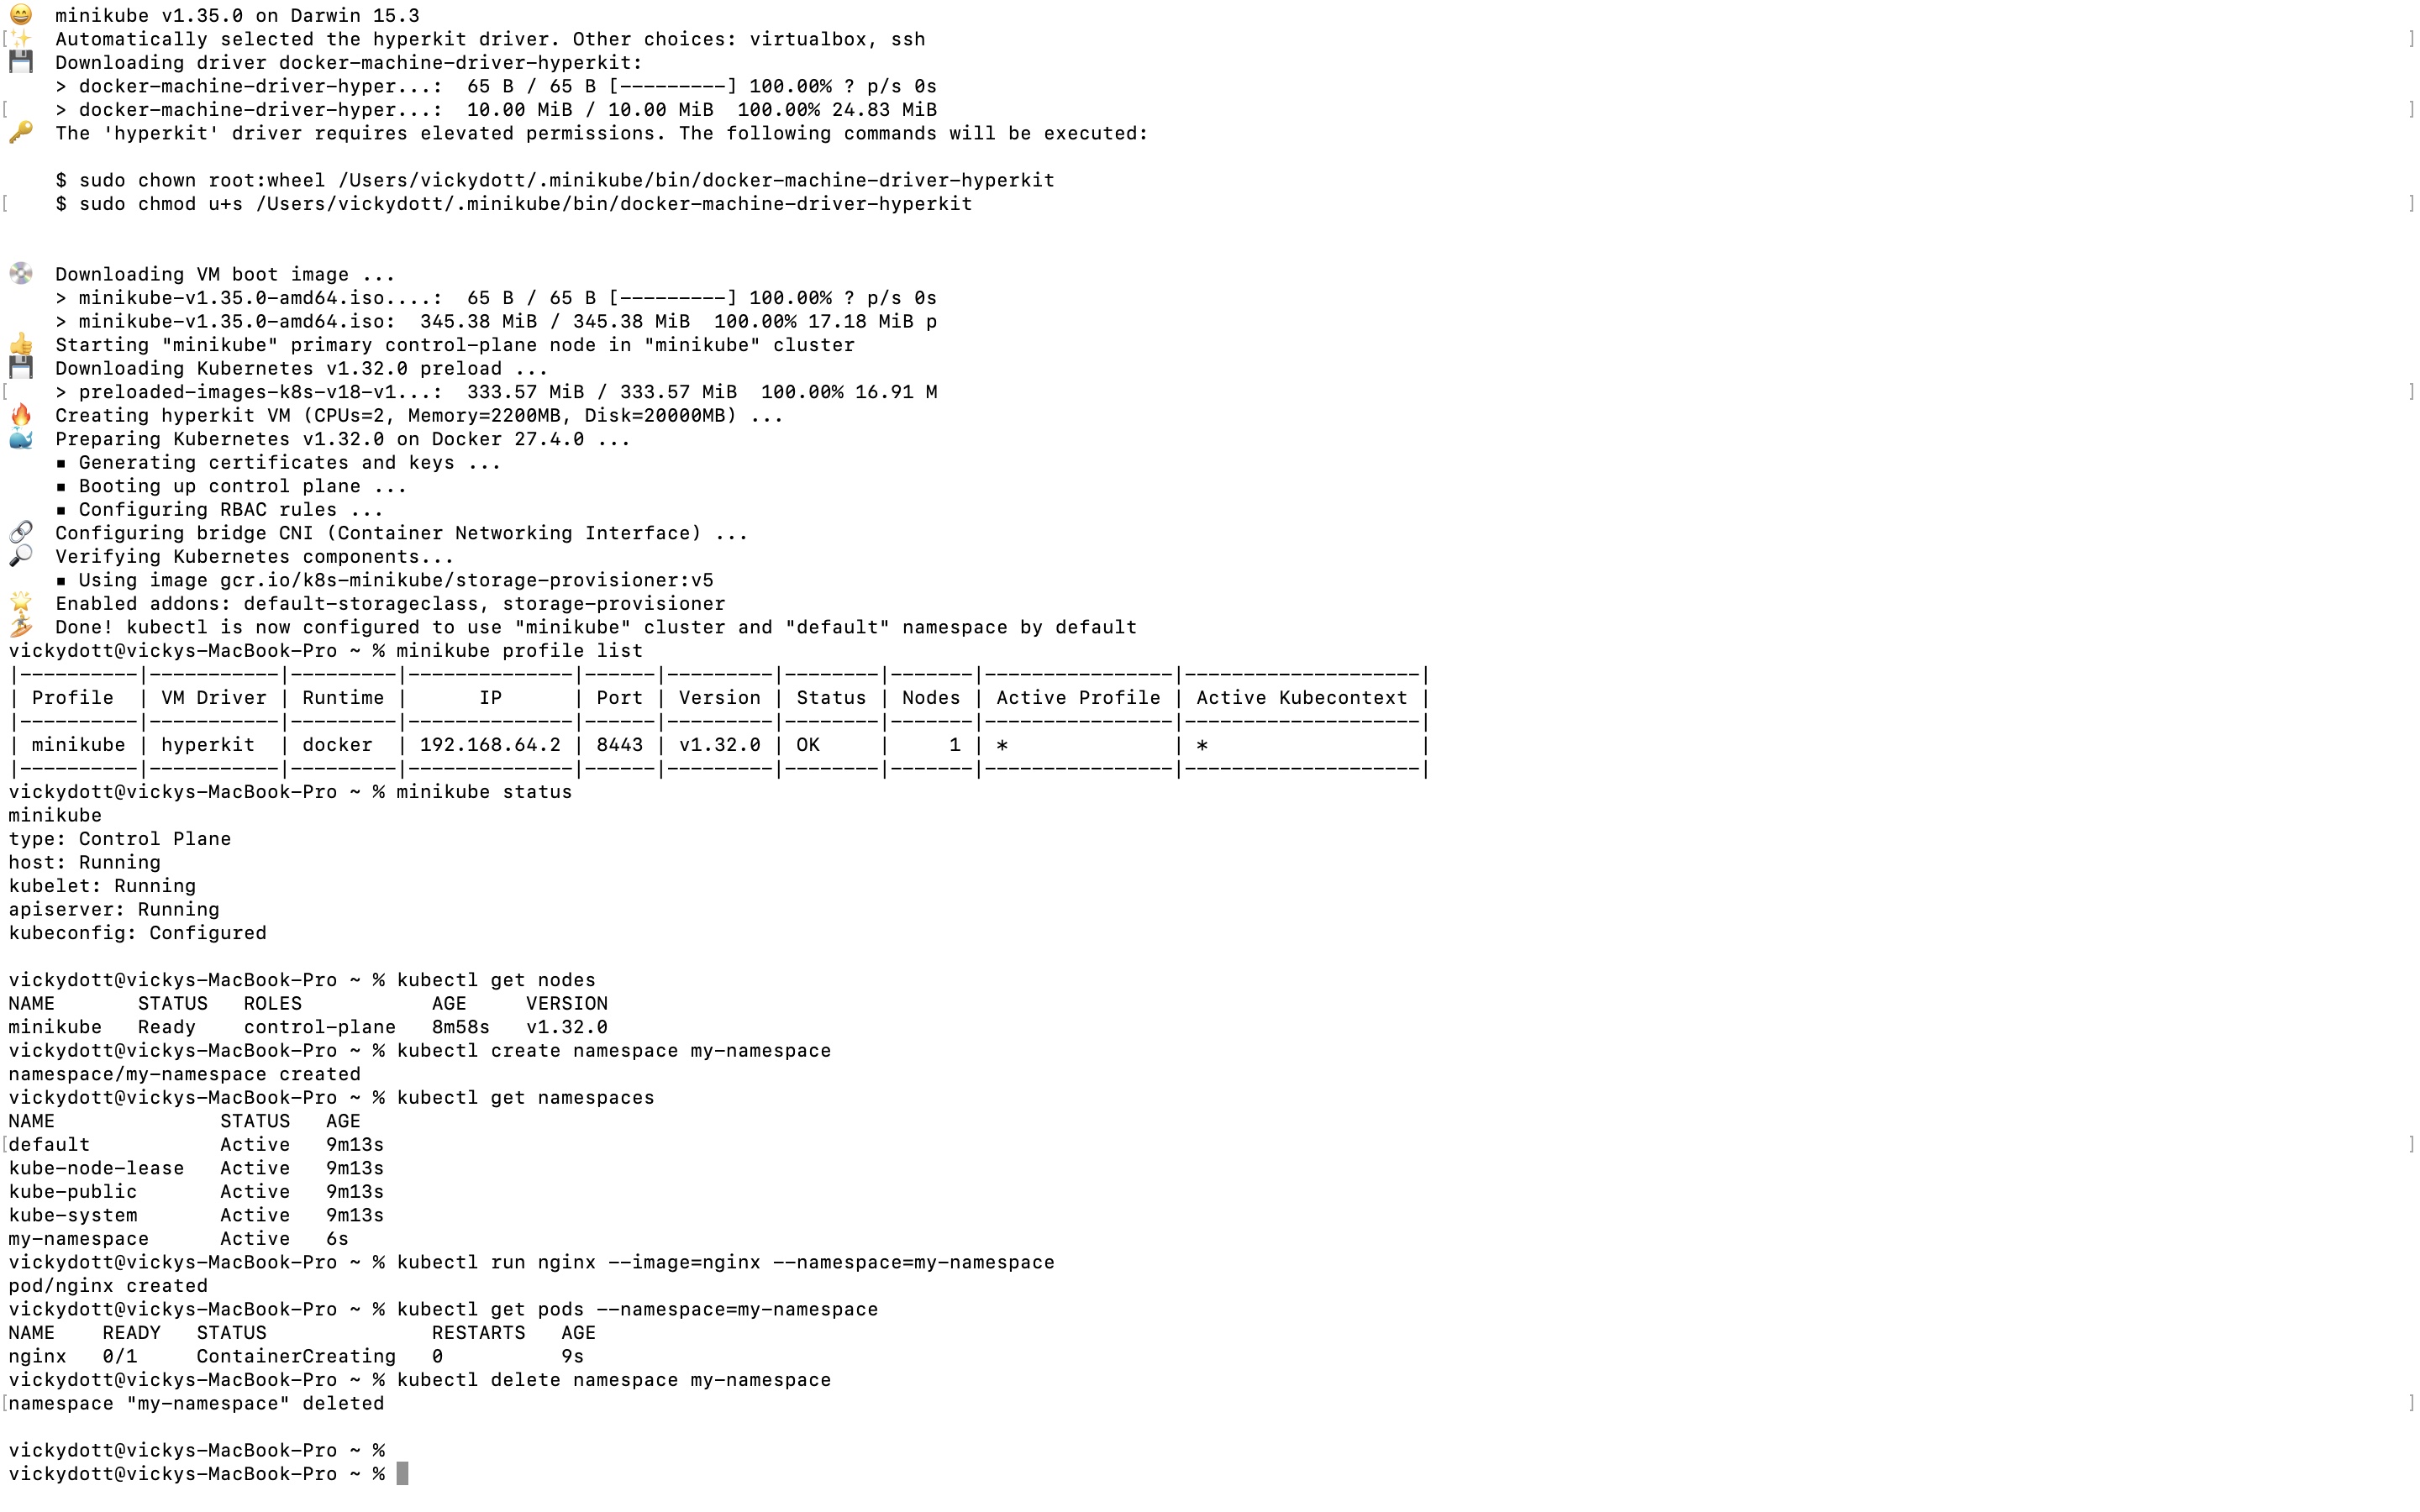 😄  minikube v1.35.0 on Darwin 15.3
✨  Automatically selected the hyperkit driver. Other choices: virtualbox, ssh
💾  Downloading driver docker-machine-driver-hyperkit:
    > docker-machine-driver-hyper...:  65 B / 65 B [---------] 100.00% ? p/s 0s
    > docker-machine-driver-hyper...:  10.00 MiB / 10.00 MiB  100.00% 24.83 MiB
🔑  The 'hyperkit' driver requires elevated permissions. The following commands will be executed:
    $ sudo chown root:wheel /Users/vickydott/.minikube/bin/docker-machine-driver-hyperkit
    $ sudo chmod u+s /Users/vickydott/.minikube/bin/docker-machine-driver-hyperkit
💿  Downloading VM boot image ...
    > minikube-v1.35.0-amd64.iso....:  65 B / 65 B [---------] 100.00% ? p/s 0s
    > minikube-v1.35.0-amd64.iso:  345.38 MiB / 345.38 MiB  100.00% 17.18 MiB p
👍  Starting "minikube" primary control-plane node in "minikube" cluster
💾  Downloading Kubernetes v1.32.0 preload ...
    > preloaded-images-k8s-v18-v1...:  333.57 MiB / 333.57 MiB  100.00% 16.91 M
🔥  Creating hyperkit VM (CPUs=2, Memory=2200MB, Disk=20000MB) ...
🐳  Preparing Kubernetes v1.32.0 on Docker 27.4.0 ...
    ▪ Generating certificates and keys ...
    ▪ Booting up control plane ...
    ▪ Configuring RBAC rules ...
🔗  Configuring bridge CNI (Container Networking Interface) ...
🔎  Verifying Kubernetes components...
    ▪ Using image gcr.io/k8s-minikube/storage-provisioner:v5
🌟  Enabled addons: default-storageclass, storage-provisioner
🏄  Done! kubectl is now configured to use "minikube" cluster and "default" namespace by default
vickydott@vickys-MacBook-Pro ~ % minikube profile list
|----------|-----------|---------|--------------|------|---------|--------|-------|----------------|--------------------|
| Profile  | VM Driver | Runtime |      IP      | Port | Version | Status | Nodes | Active Profile | Active Kubecontext |
|----------|-----------|---------|--------------|------|---------|--------|-------|----------------|--------------------|
| minikube | hyperkit  | docker  | 192.168.64.2 | 8443 | v1.32.0 | OK     |     1 | *              | *                  |
|----------|-----------|---------|--------------|------|---------|--------|-------|----------------|--------------------|
vickydott@vickys-MacBook-Pro ~ % minikube status
minikube
type: Control Plane
host: Running
kubelet: Running
apiserver: Running
kubeconfig: Configured
vickydott@vickys-MacBook-Pro ~ % kubectl get nodes
NAME       STATUS   ROLES           AGE     VERSION
minikube   Ready    control-plane   8m58s   v1.32.0
vickydott@vickys-MacBook-Pro ~ % kubectl create namespace my-namespace
namespace/my-namespace created
vickydott@vickys-MacBook-Pro ~ % kubectl get namespaces
NAME              STATUS   AGE
default           Active   9m13s
kube-node-lease   Active   9m13s
kube-public       Active   9m13s
kube-system       Active   9m13s
my-namespace      Active   6s
vickydott@vickys-MacBook-Pro ~ % kubectl run nginx --image=nginx --namespace=my-namespace
pod/nginx created
vickydott@vickys-MacBook-Pro ~ % kubectl get pods --namespace=my-namespace
NAME    READY   STATUS              RESTARTS   AGE
nginx   0/1     ContainerCreating   0          9s
vickydott@vickys-MacBook-Pro ~ % kubectl delete namespace my-namespace
namespace "my-namespace" deleted
vickydott@vickys-MacBook-Pro ~ %
vickydott@vickys-MacBook-Pro ~ %